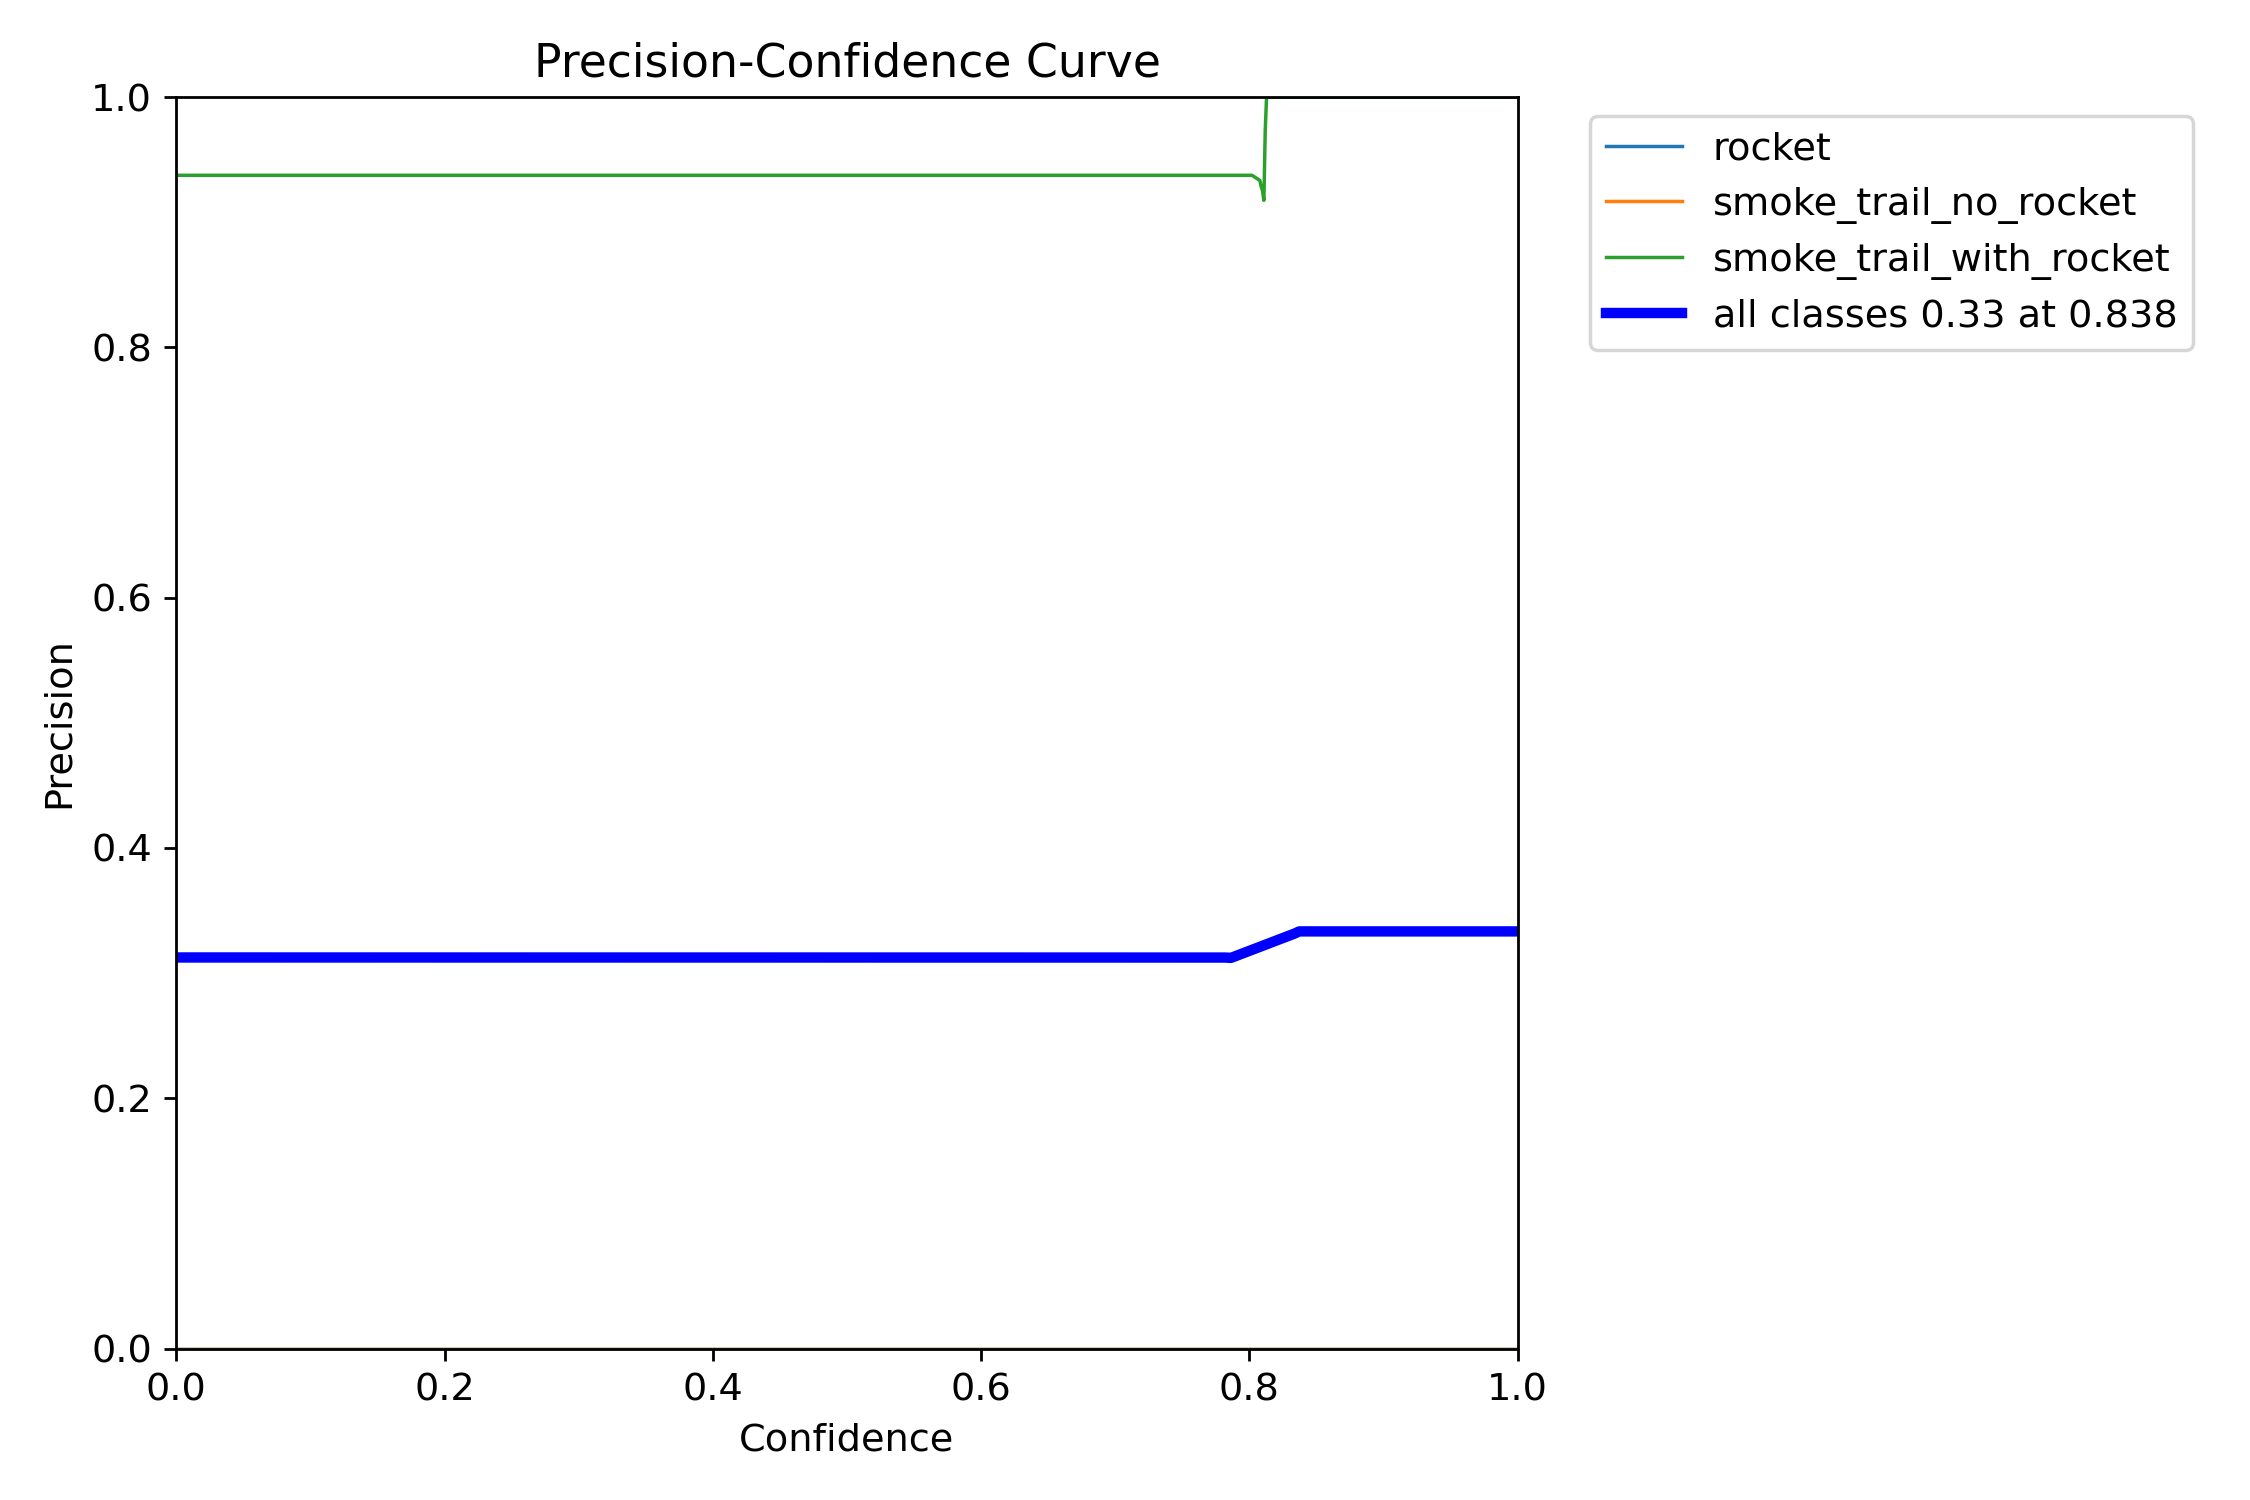 Precision-Confidence Curve
1.0
0.8
0.6
0.4
0.2
0.0
Precision
0.0 0.2 0.4 0.6 0.8 1.0
Confidence
rocket
smoke_trail_no_rocket
smoke_trail_with_rocket
all classes 0.33 at 0.838